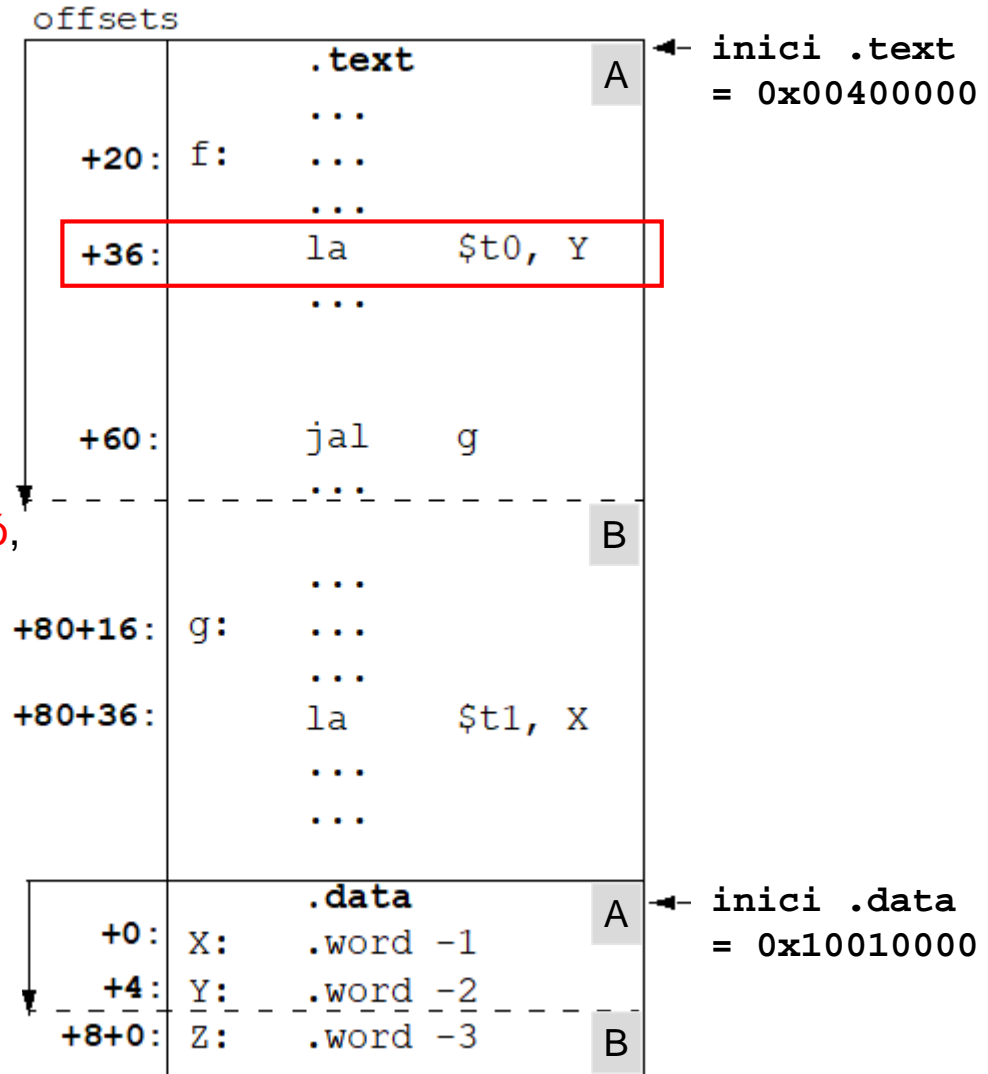 offsets
.text A inici .text
= 0x00400000
...
+20: f: ...
...
+36: la $t0, Y
...
+60: jal g
...
ó, B
...
+80+16: g: ...
...
+80+36: la $t1, X
...
...
.data A inici .data
+0: X: .word -1 = 0x10010000
+4: Y: .word -2
+8+0: Z: .word -3 B